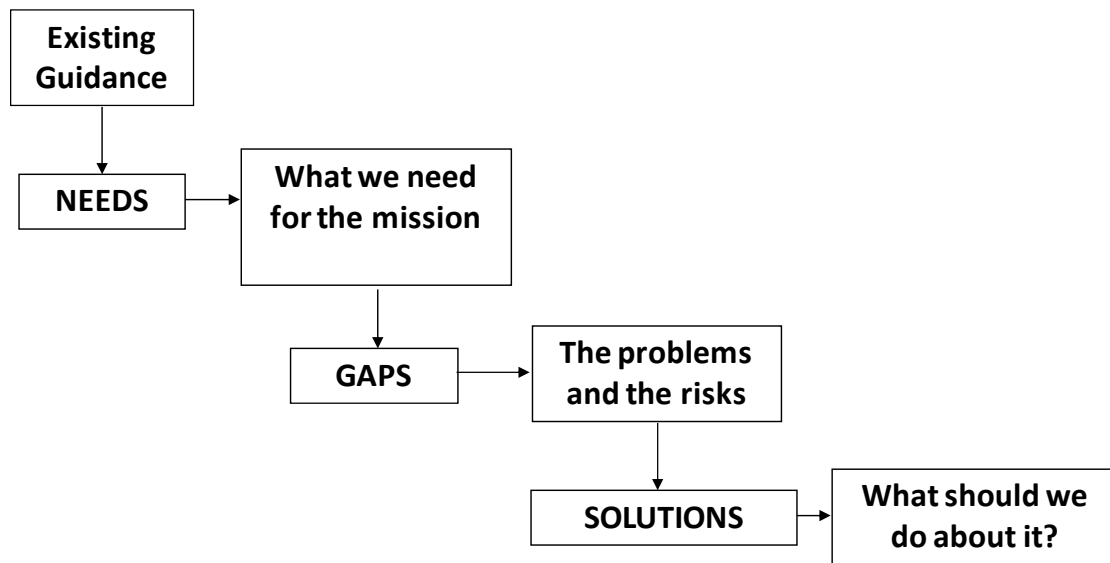 Existing
Guidance
NEEDS
What we need
for the mission
GAPS
The problems
and the risks
SOLUTIONS
What should we
do about it?